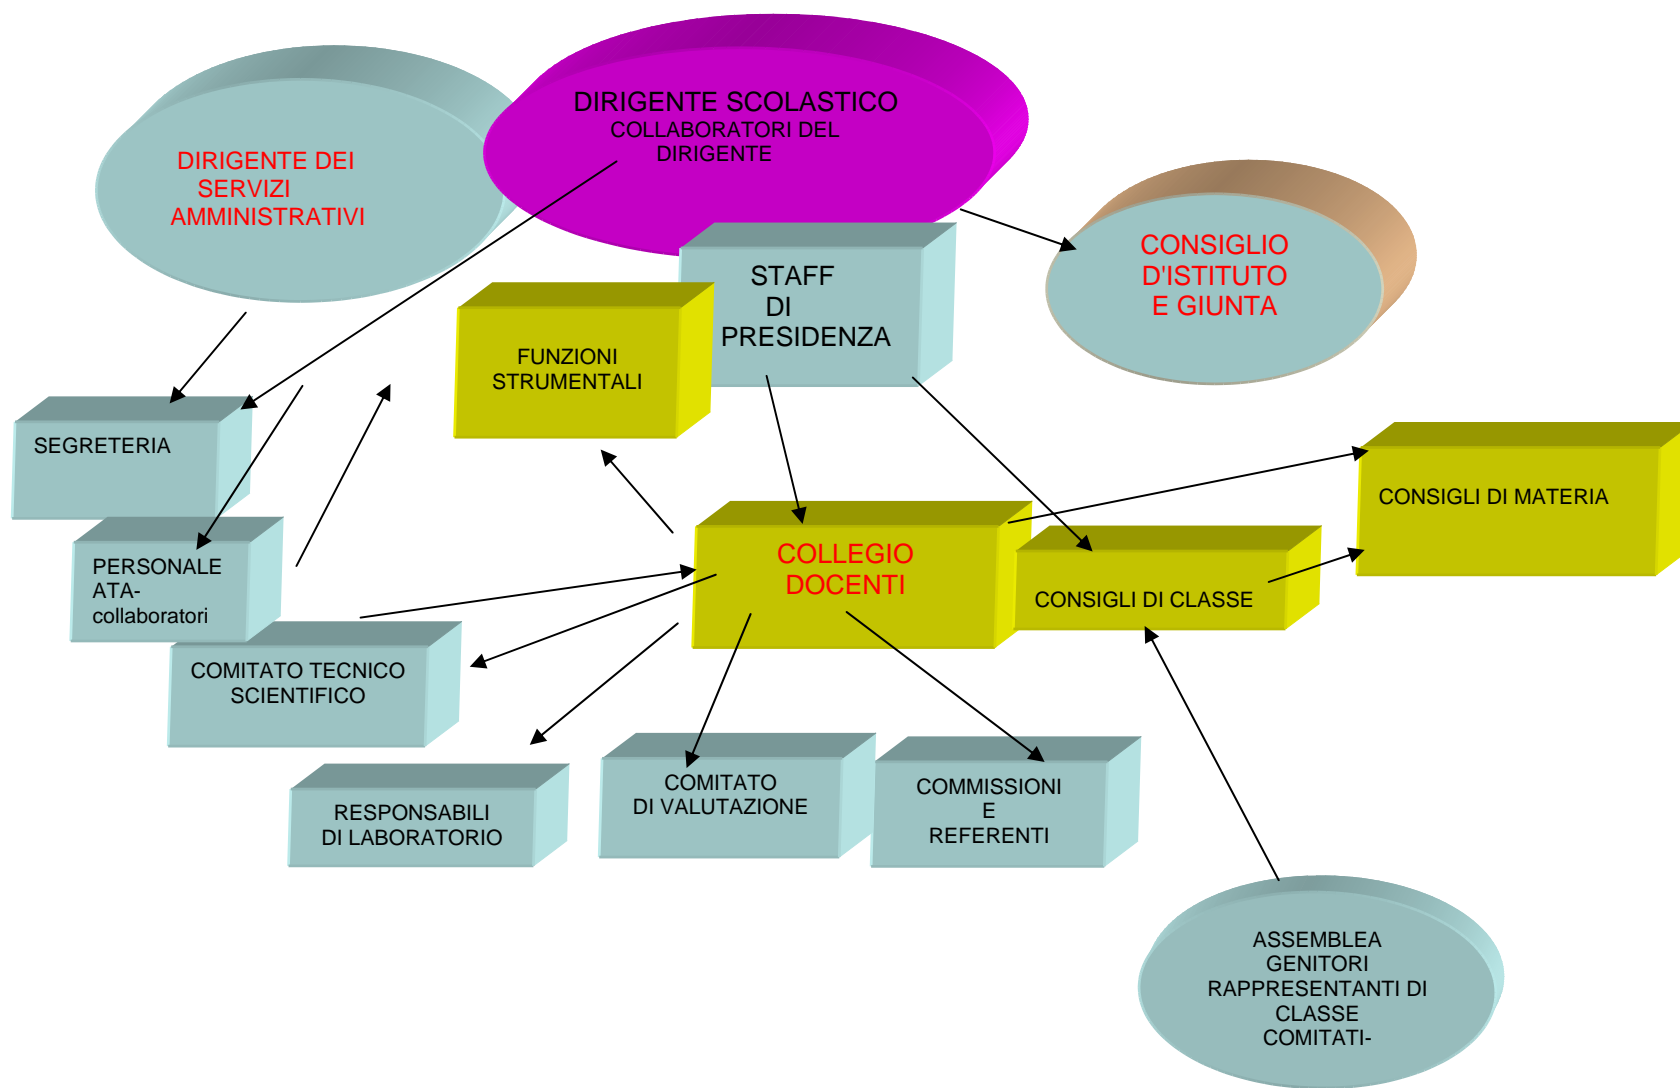 DIRIGENTE SCOLASTICO
COLLABORATORI DEL
DIRIGENTE
DIRIGENTE DEI
SERVIZI
AMMINISTRATIVI
CONSIGLIO
D'ISTITUTO
E GIUNTA
STAFF
DI
PRESIDENZA
FUNZIONI
STRUMENTALI
SEGRETERIA
CONSIGLI DI MATERIA
PERSONALE
ATA-
collaboratori
COLLEGIO
DOCENTI
CONSIGLI DI CLASSE
COMITATO TECNICO
SCIENTIFICO
RESPONSABILI
DI LABORATORIO
COMITATO
DI VALUTAZIONE
COMMISSIONI
E
REFERENTI
ASSEMBLEA
GENITORI
RAPPRESENTANTI DI
CLASSE
COMITATI-